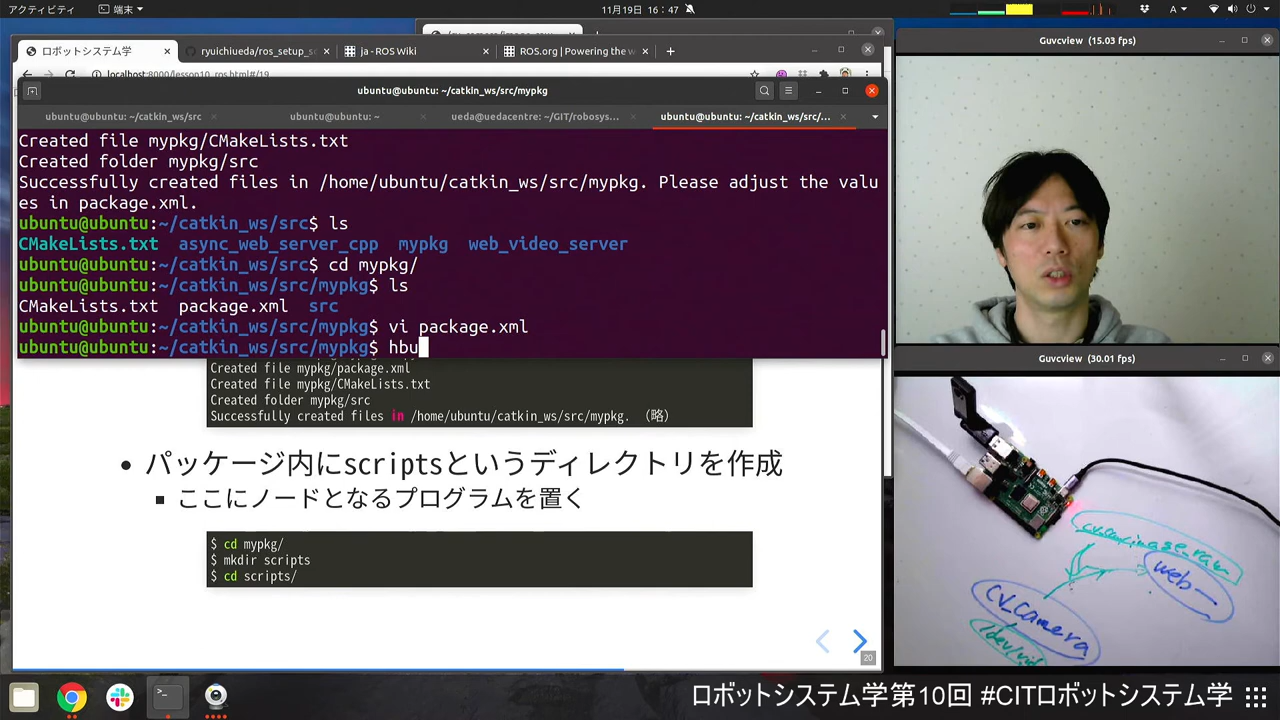 アクティビティ
端末
11月19日 16:47
A
ロボットシステム学
ryuichiueda/ros_setup_sc
ja - ROS Wiki
ROS.org | Powering the w
localhost:8000/lesson10_ros.html#/19
ubuntu@ubuntu: ~/catkin_ws/src/mypkg
ubuntu@ubuntu: ~/catkin_ws/src
ubuntu@ubuntu: ~
ueda@uedacentre: ~/GIT/robosys...
ubuntu@ubuntu: ~/catkin_ws/src/...
Created file mypkg/CMakeLists.txt
Created folder mypkg/src
Successfully created files in /home/ubuntu/catkin_ws/src/mypkg. Please adjust the valu
es in package.xml.
ubuntu@ubuntu:~/catkin_ws/src$ ls
CMakeLists.txt async_web_server_cpp mypkg web_video_server
ubuntu@ubuntu:~/catkin_ws/src$ cd mypkg/
ubuntu@ubuntu:~/catkin_ws/src/mypkg$ ls
CMakeLists.txt package.xml src
ubuntu@ubuntu:~/catkin_ws/src/mypkg$ vi package.xml
ubuntu@ubuntu:~/catkin_ws/src/mypkg$ hbu
Created file mypkg/package.xml
Created file mypkg/CMakeLists.txt
Created folder mypkg/src
Successfully created files in /home/ubuntu/catkin_ws/src/mypkg. （略）
• パッケージ内にscriptsというディレクトリを作成
▪ ここにノードとなるプログラムを置く
$ cd mypkg/
$ mkdir scripts
$ cd scripts/
20
Guvcview (15.03 fps)
Guvcview (30.01 fps)
web—
cv_camera
/dev/vid
ロボットシステム学第10回 #CITロボットシステム学